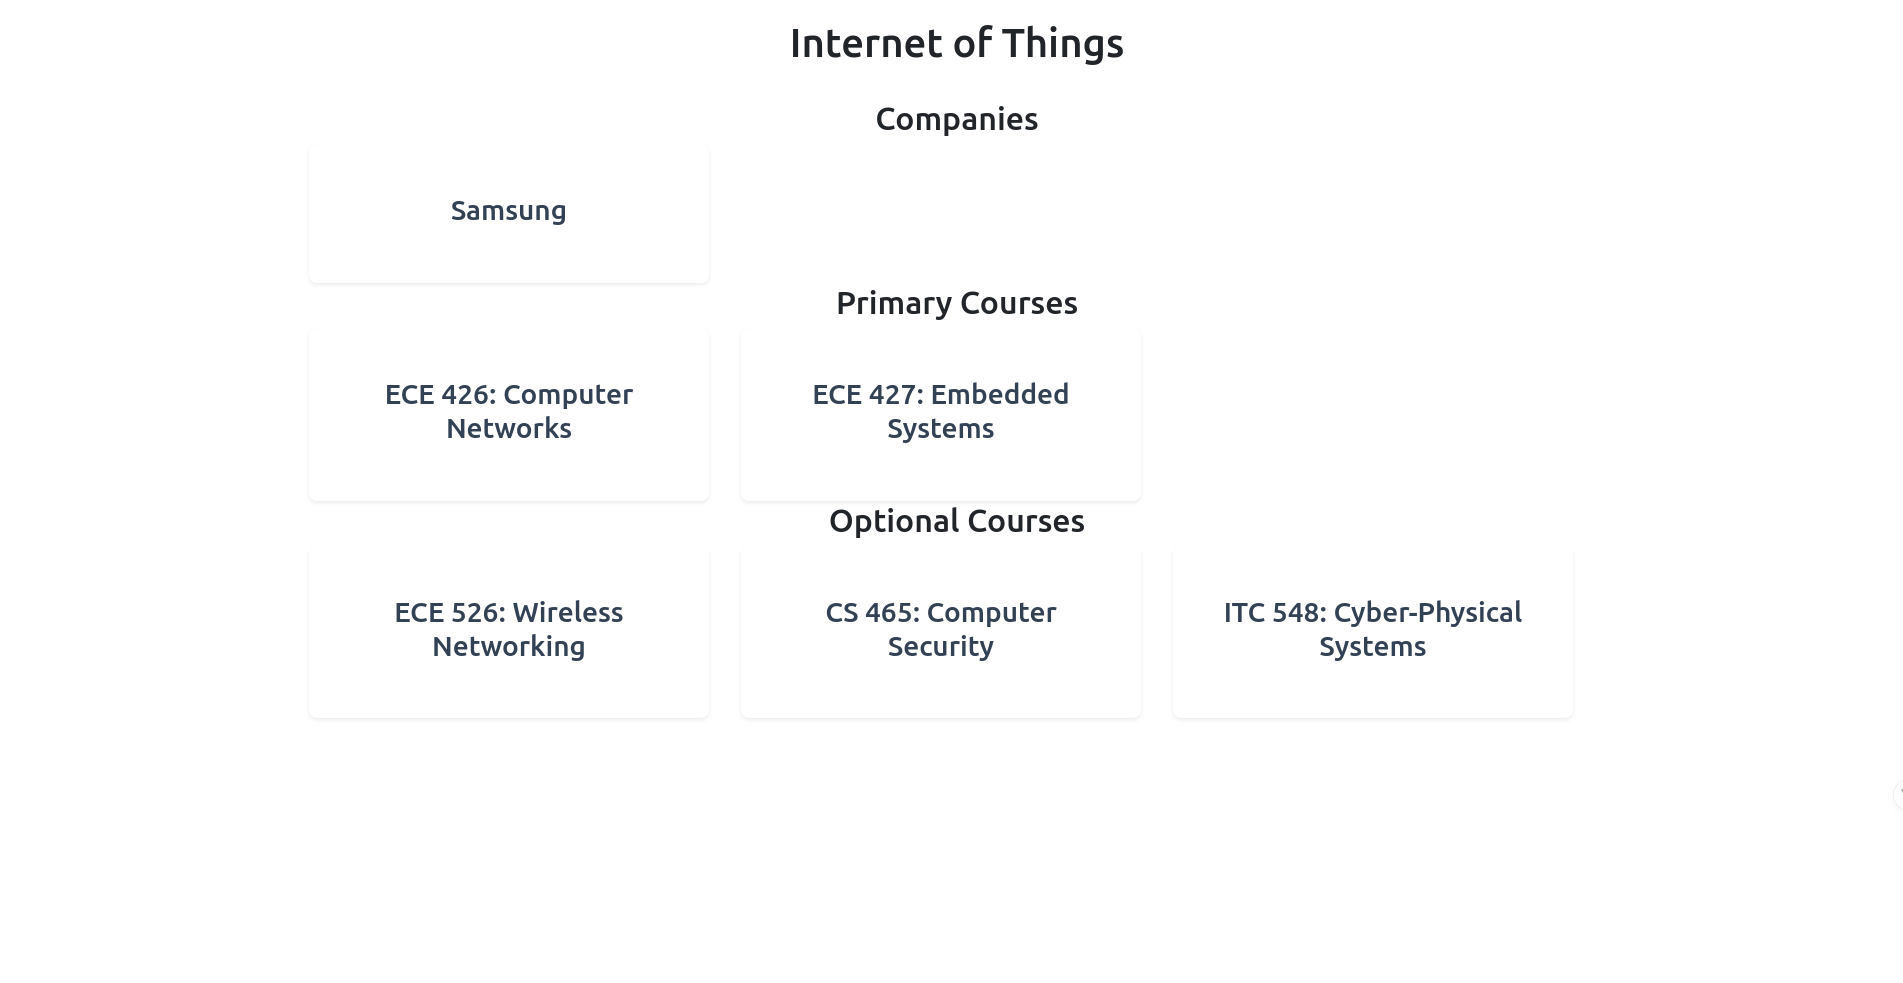 Internet of Things
Companies
Samsung
Primary Courses
ECE 426: Computer
Networks
ECE 427: Embedded
Systems
Optional Courses
ECE 526: Wireless
Networking
CS 465: Computer
Security
ITC 548: Cyber-Physical
Systems